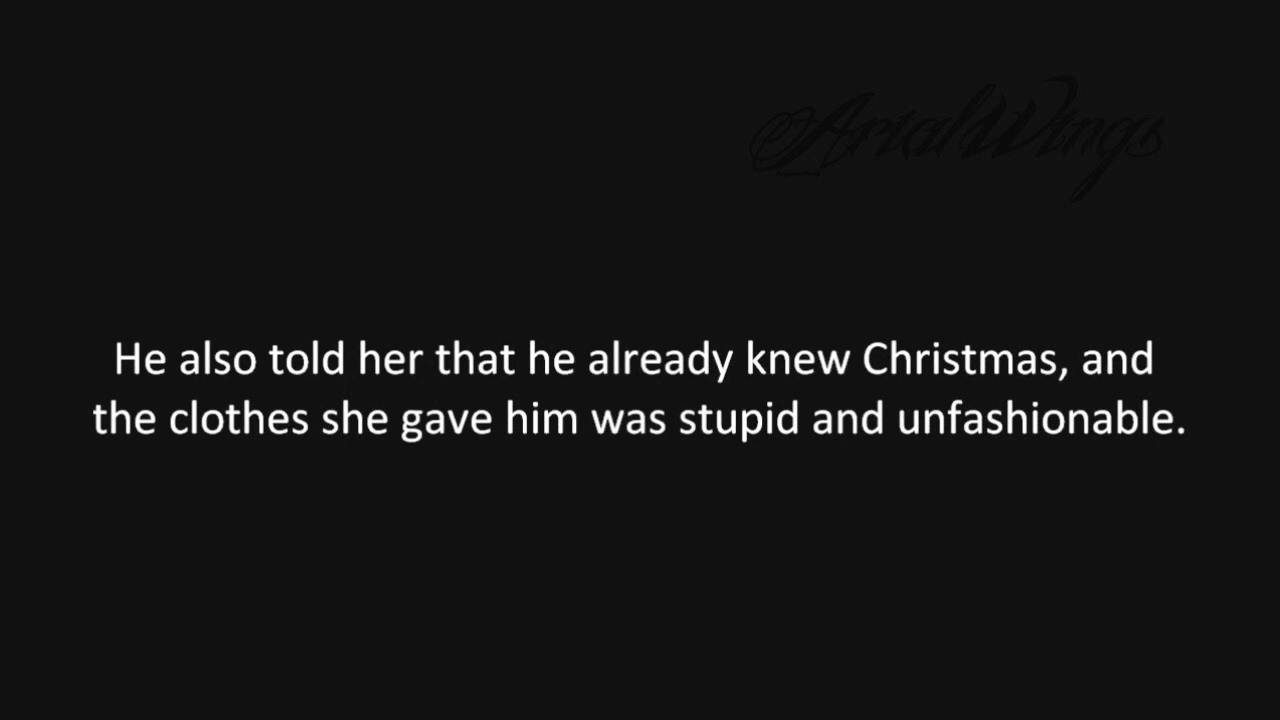 ArialWings
He also told her that he already knew Christmas, and
the clothes she gave him was stupid and unfashionable.